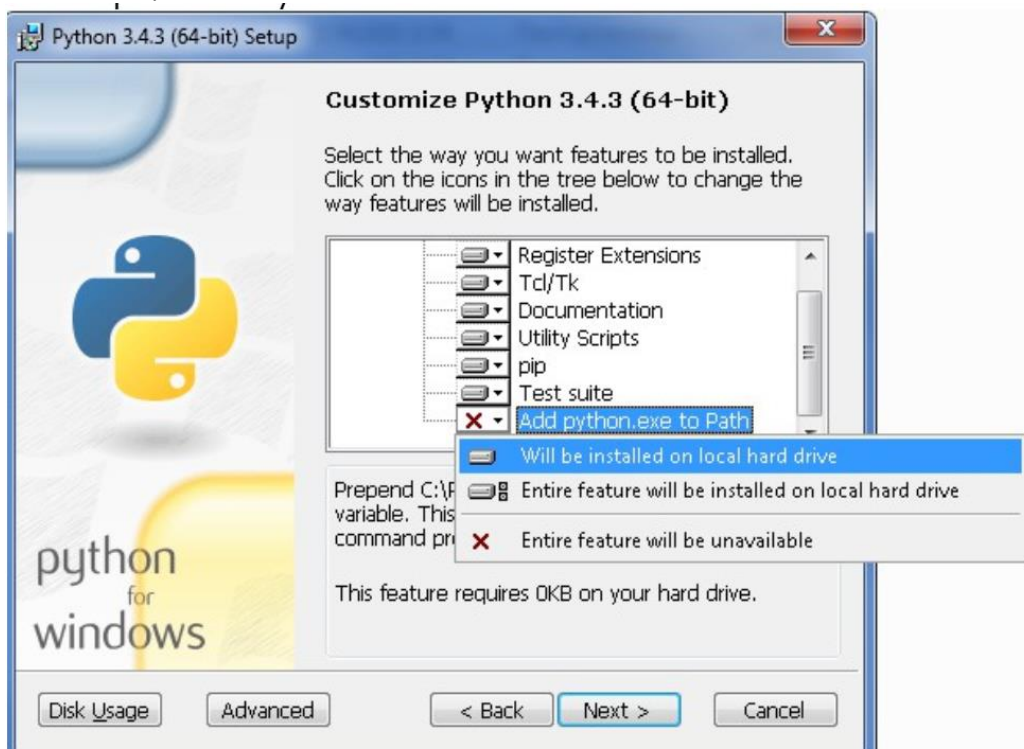 Python 3.4.3 (64-bit) Setup
Customize Python 3.4.3 (64-bit)
Select the way you want features to be installed.
Click on the icons in the tree below to change the
way features will be installed.
Register Extensions
Tcl/Tk
Documentation
Utility Scripts
pip
Test suite
Add python.exe to Path
Will be installed on local hard drive
Entire feature will be installed on local hard drive
Entire feature will be unavailable
Prepend C:\
variable. This
command
This feature requires 0KB on your hard drive.
python
for
windows
Disk Usage
Advanced
< Back
Next >
Cancel